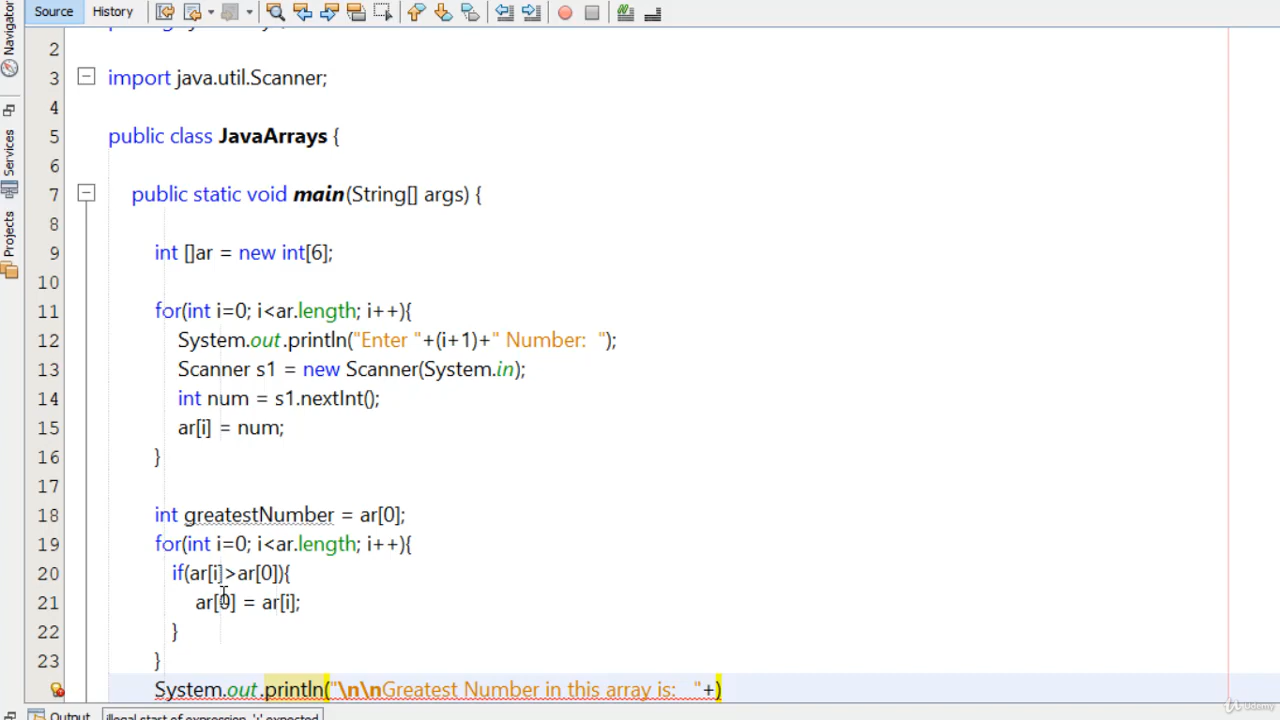 Source History
Navigator
Services
Projects
2
3 import java.util.Scanner;
4
5 public class JavaArrays {
6
7 public static void main(String[] args) {
8
9 int []ar = new int[6];
10
11 for(int i=0; i<ar.length; i++){
12 System.out.println("Enter "+(i+1)+" Number:  ");
13 Scanner s1 = new Scanner(System.in);
14 int num = s1.nextInt();
15 ar[i] = num;
16 }
17
18 int greatestNumber = ar[0];
19 for(int i=0; i<ar.length; i++){
20 if(ar[i]>ar[0]){
21 ar[0] = ar[i];
22 }
23 }
System.out.println("\n\nGreatest Number in this array is:  "+)
Output illegal start of expression, ';' expected
Udemy